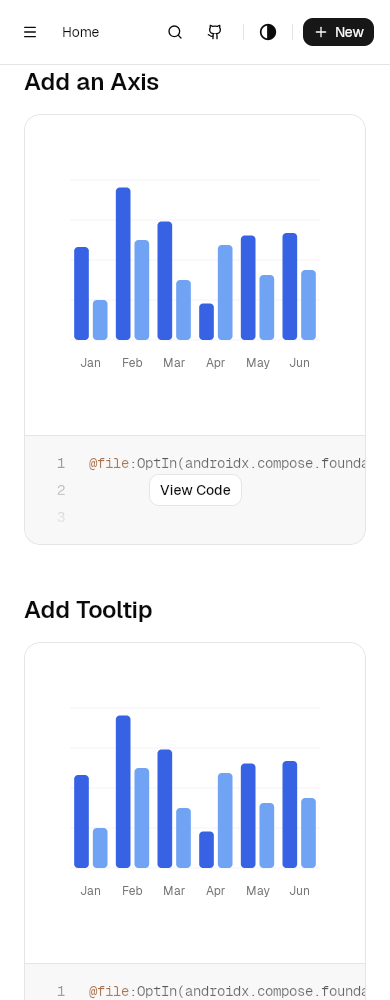 Home
New
Add an Axis
Jan Feb Mar Apr May Jun
1 @file:OptIn(androidx.compose.founda
2
View Code
3
Add Tooltip
Jan Feb Mar Apr May Jun
1 @file:OptIn(androidx.compose.founda